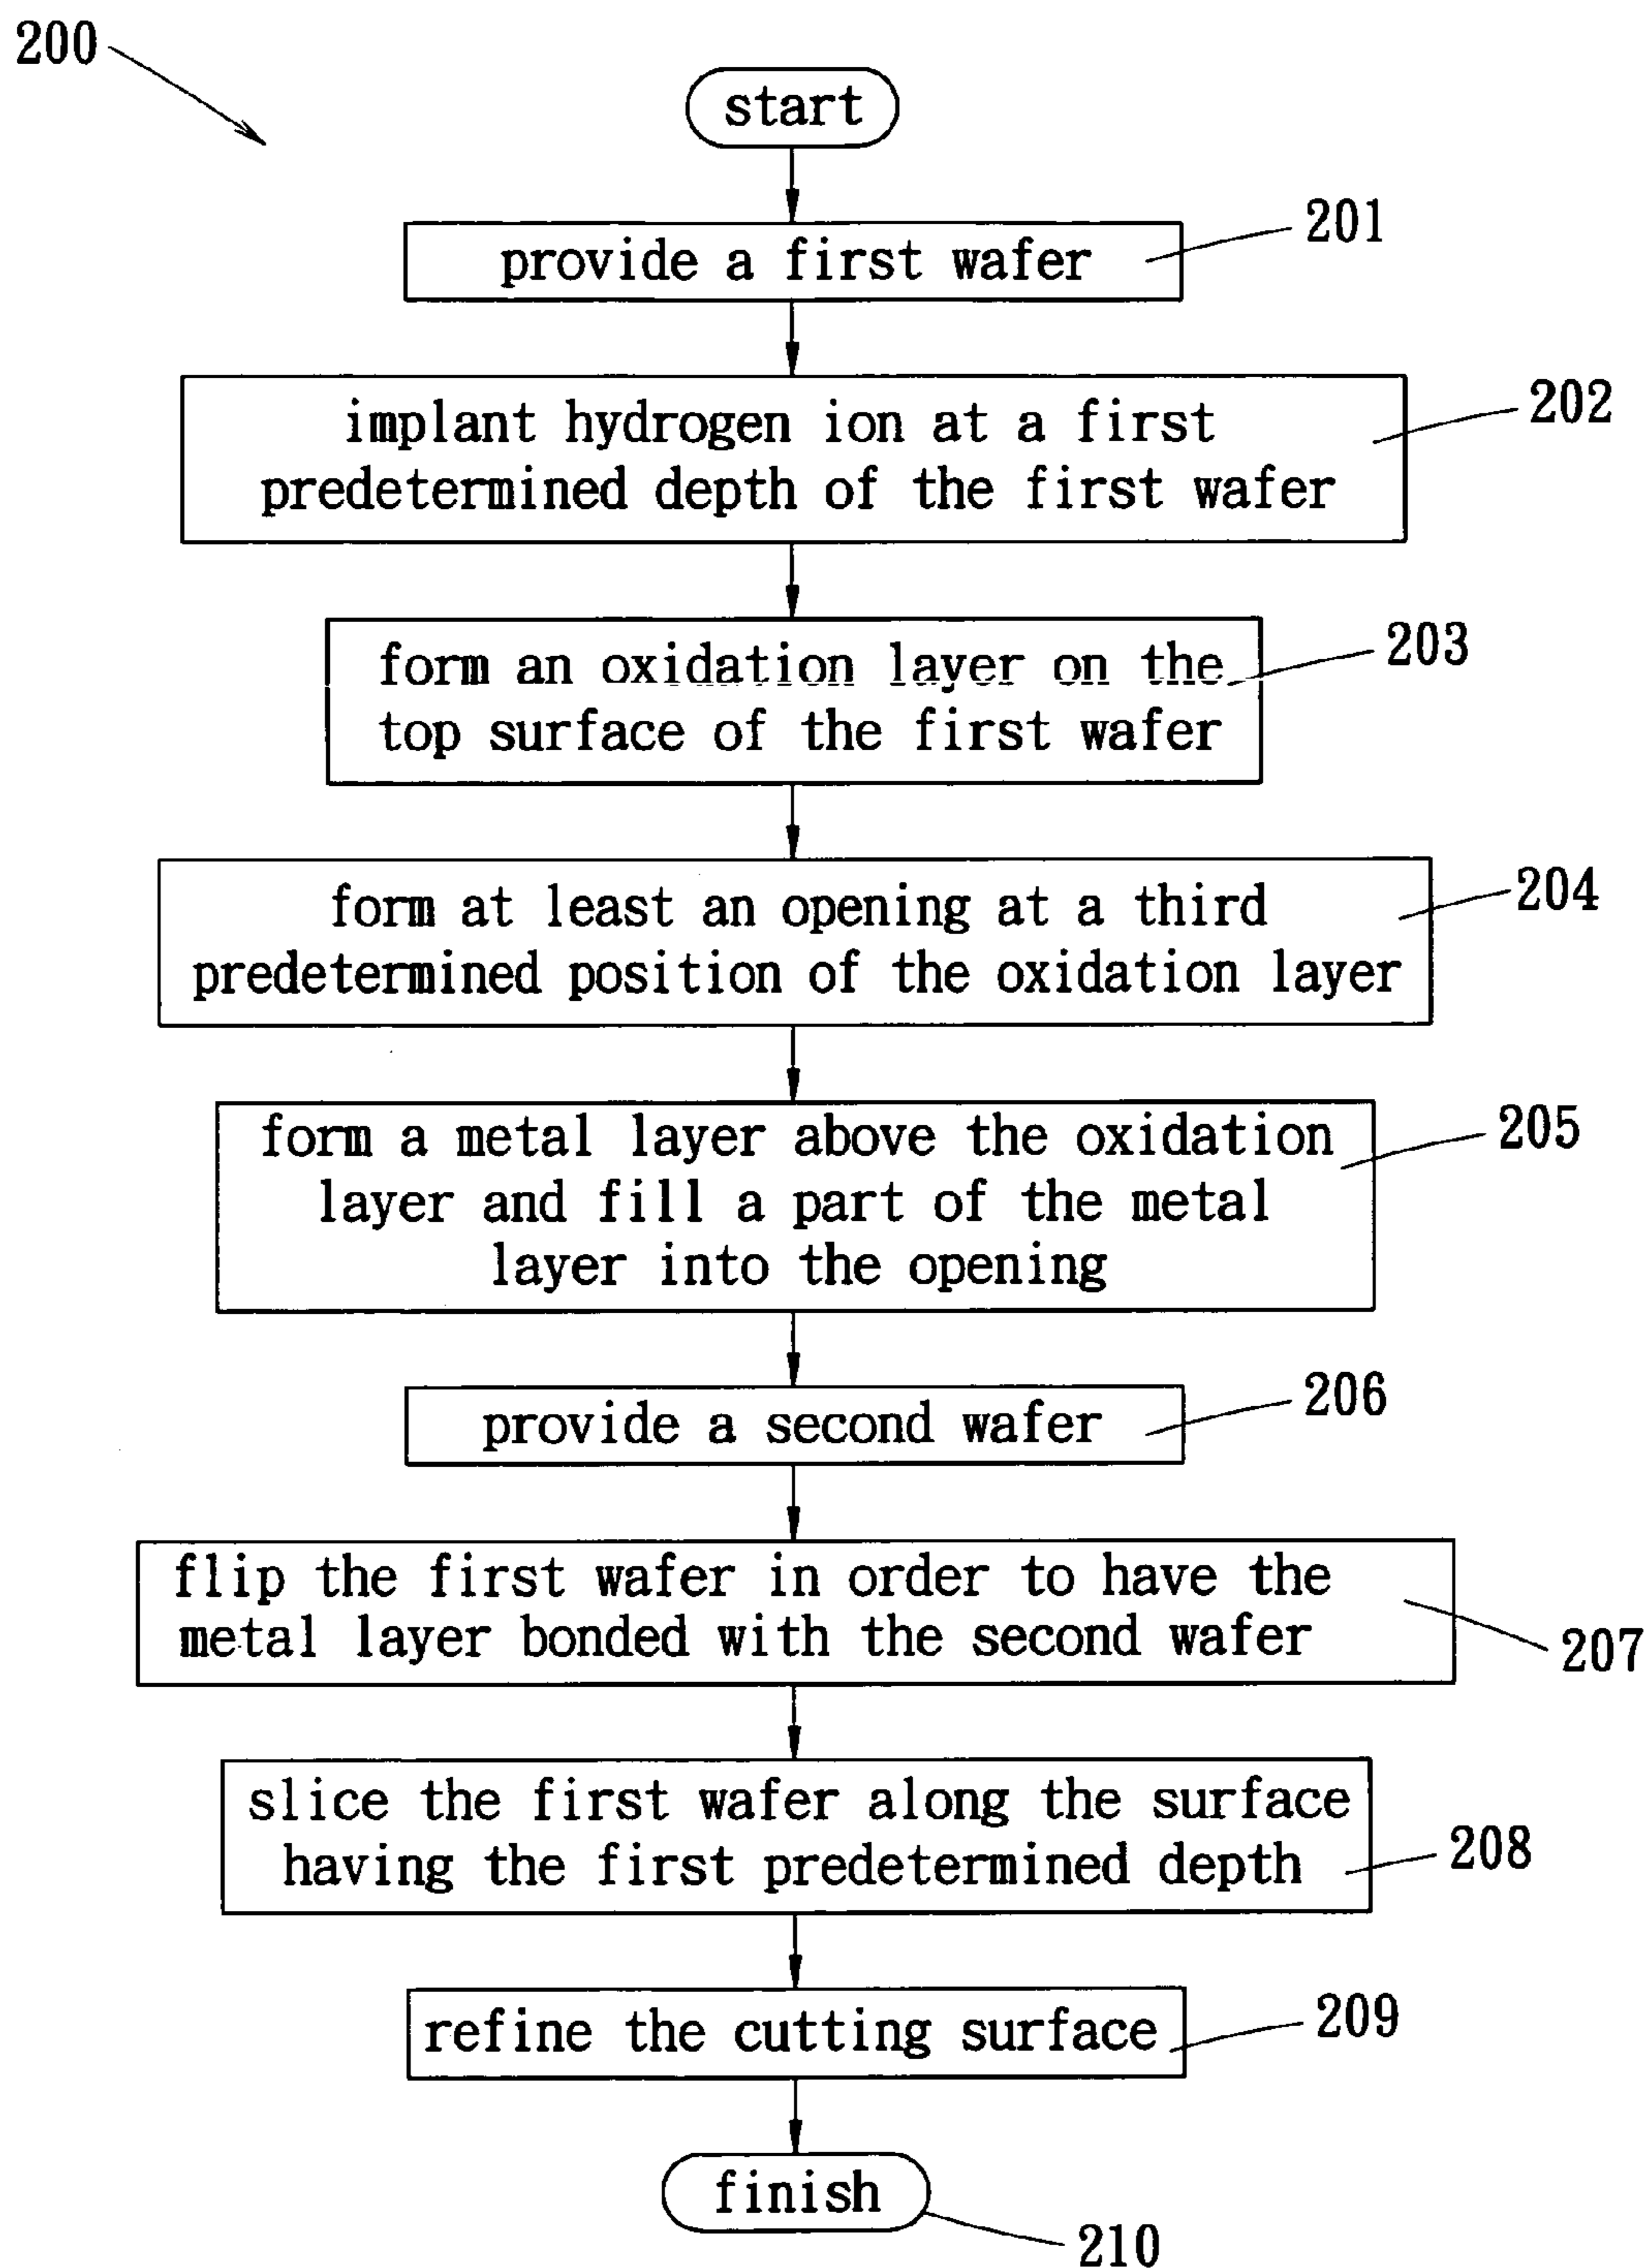 200
start
provide a first wafer
201
implant hydrogen ion at a first
predetermined depth of the first wafer
202
form an oxidation layer on the
top surface of the first wafer
203
form at least an opening at a third
predetermined position of the oxidation layer
204
form a metal layer above the oxidation
layer and fill a part of the metal
layer into the opening
205
provide a second wafer
206
flip the first wafer in order to have the
metal layer bonded with the second wafer
207
slice the first wafer along the surface
having the first predetermined depth
208
refine the cutting surface
209
finish
210